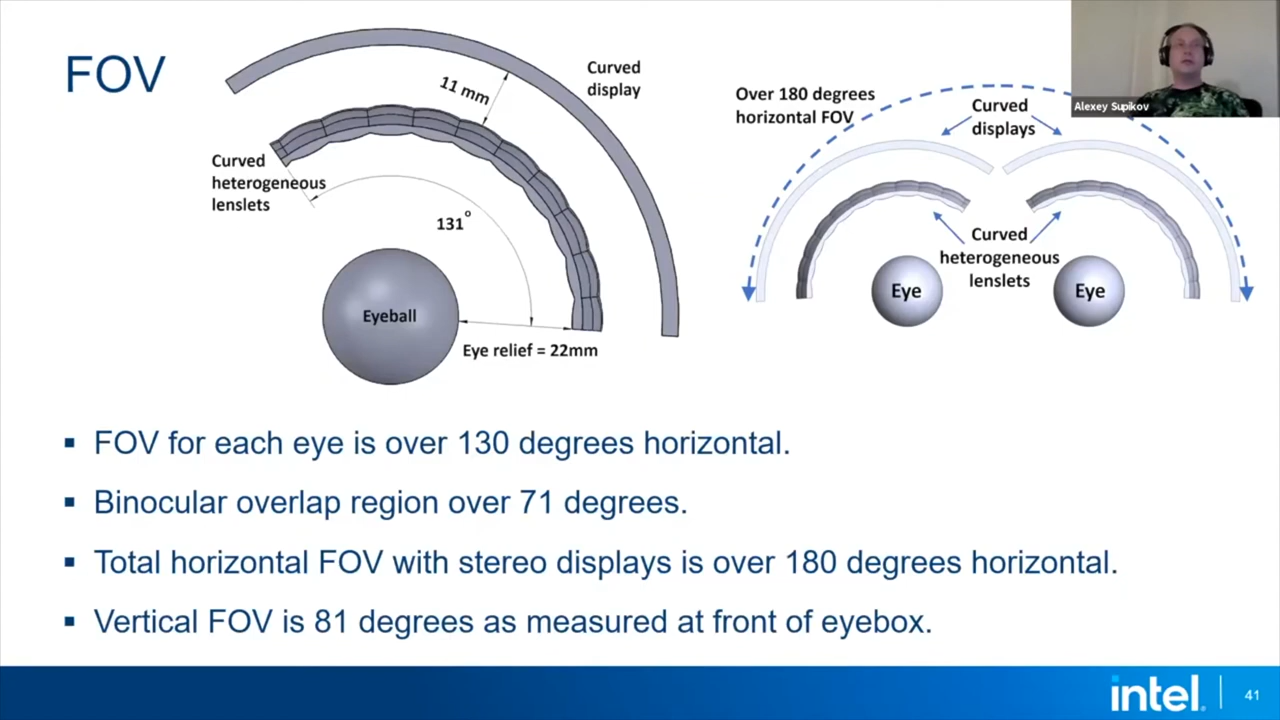 FOV
Curved
display
11 mm
Curved
heterogeneous
lenslets
131°
Eyeball
Eye relief = 22mm
Over 180 degrees
horizontal FOV
Curved
displays
Curved
heterogeneous
lenslets
Eye
Eye
Alexey Supikov
▪ FOV for each eye is over 130 degrees horizontal.
▪ Binocular overlap region over 71 degrees.
▪ Total horizontal FOV with stereo displays is over 180 degrees horizontal.
▪ Vertical FOV is 81 degrees as measured at front of eyebox.
intel.
41